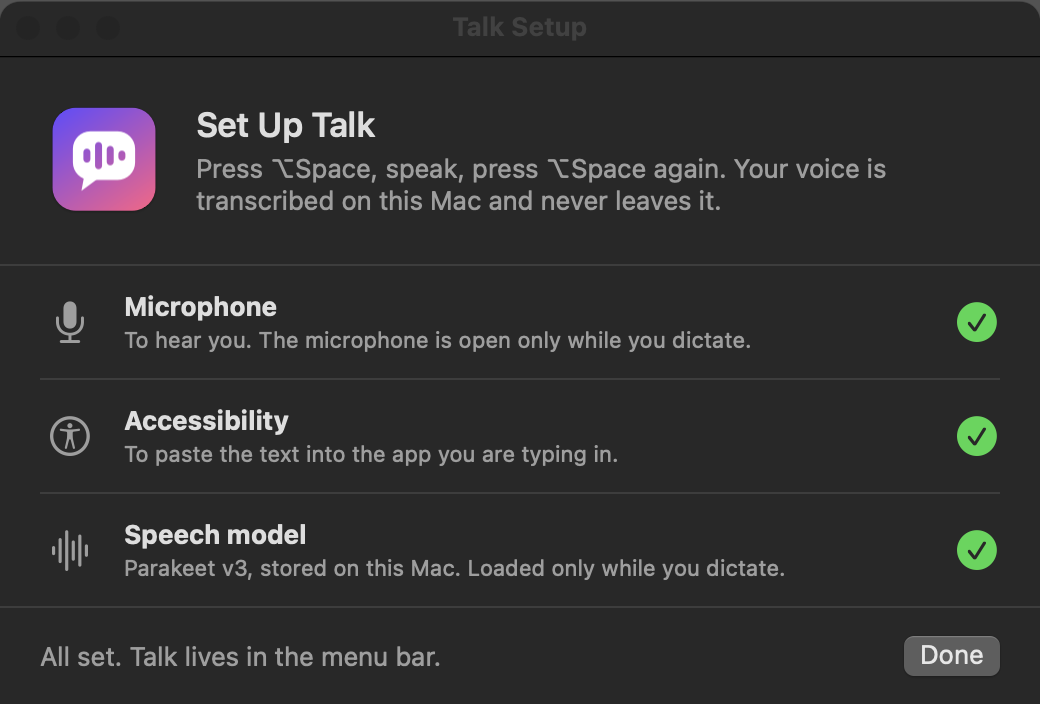 Talk Setup
Set Up Talk
Press ⌥Space, speak, press ⌥Space again. Your voice is
transcribed on this Mac and never leaves it.
Microphone
To hear you. The microphone is open only while you dictate.
Accessibility
To paste the text into the app you are typing in.
Speech model
Parakeet v3, stored on this Mac. Loaded only while you dictate.
All set. Talk lives in the menu bar.
Done